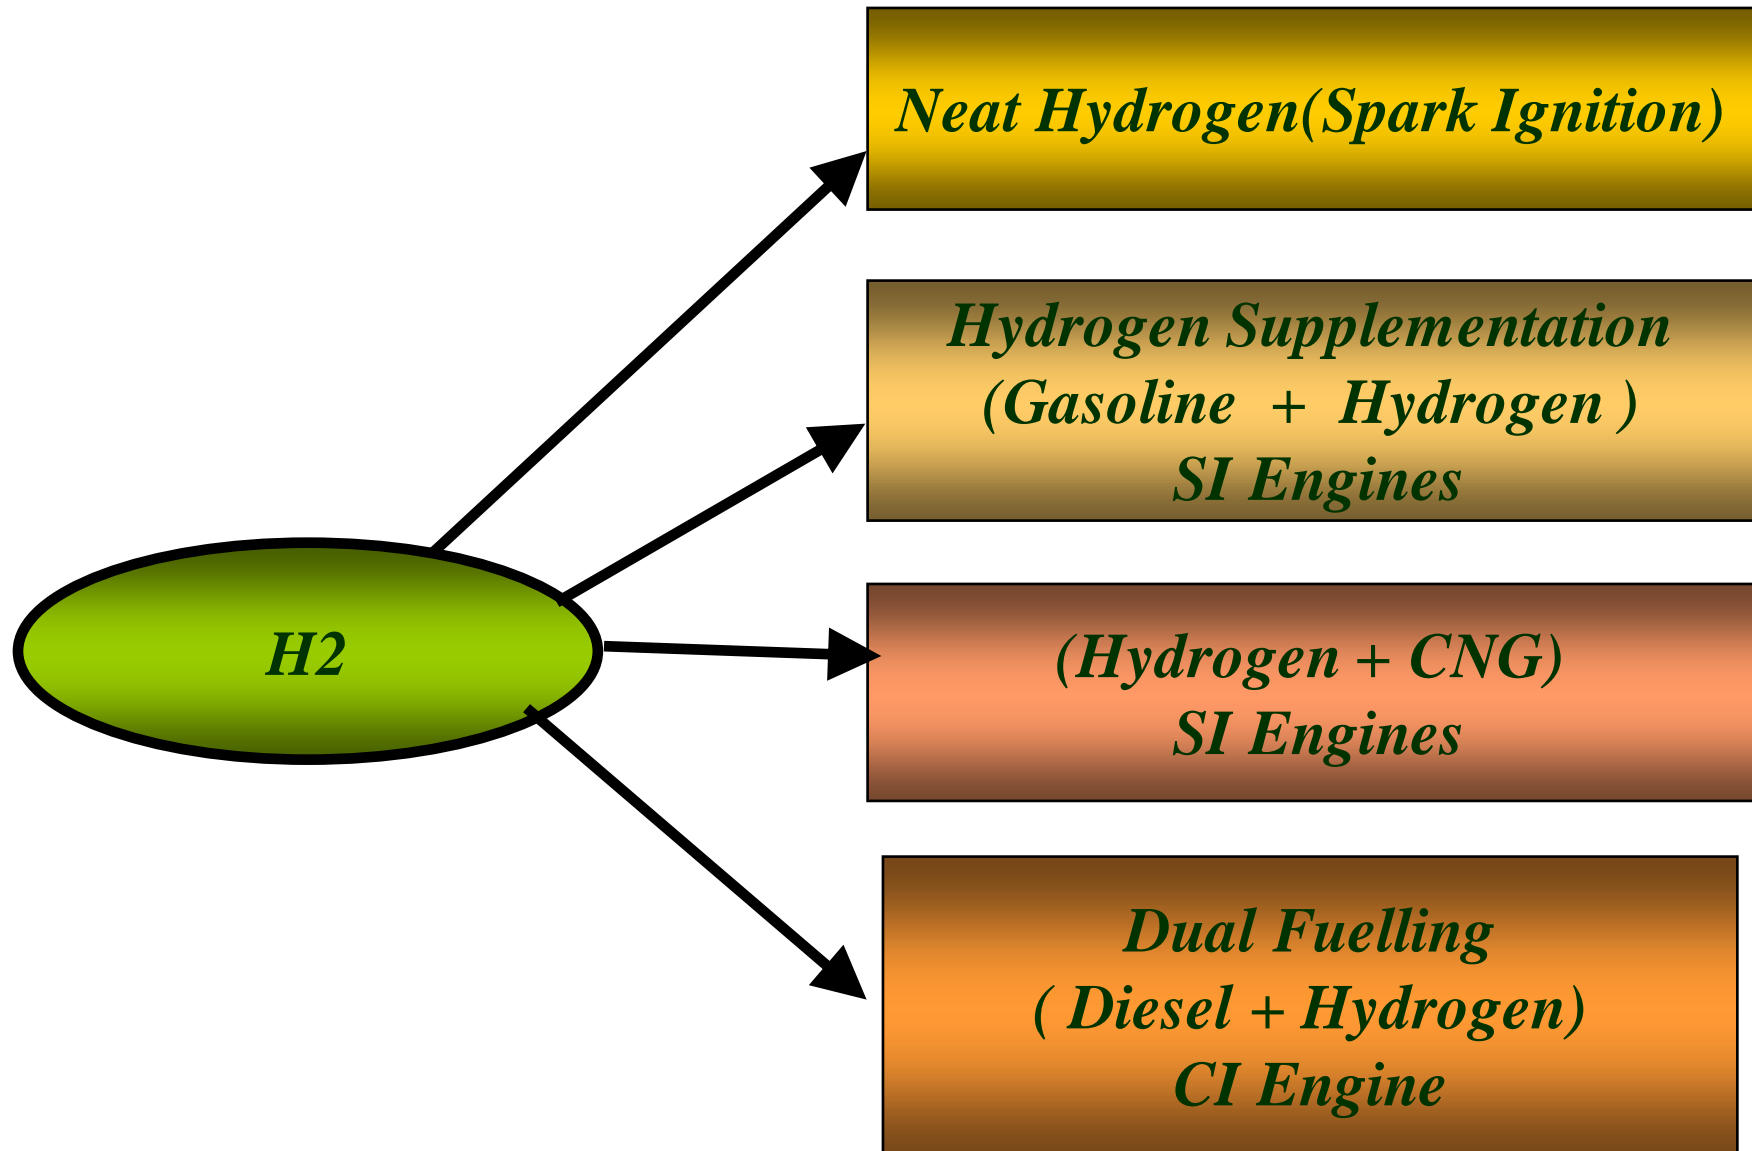 Neat Hydrogen(Spark Ignition)
Hydrogen Supplementation
(Gasoline + Hydrogen )
SI Engines
H2
(Hydrogen + CNG)
SI Engines
Dual Fuelling
( Diesel + Hydrogen)
CI Engine